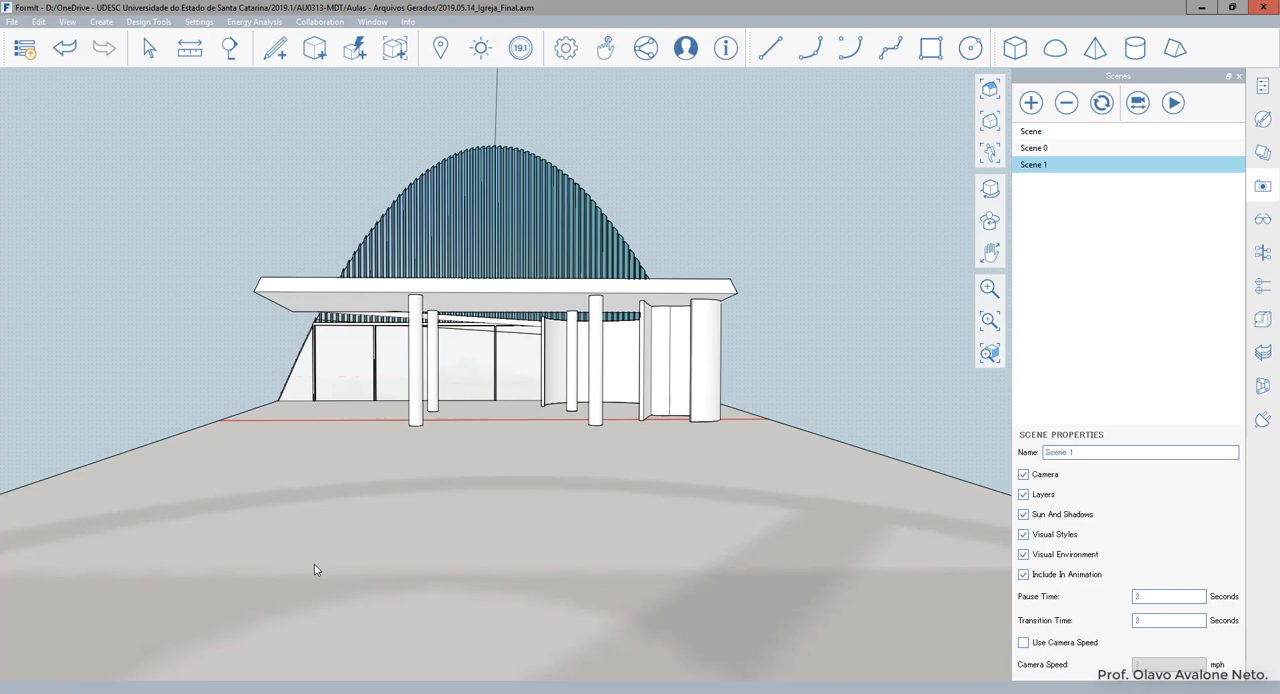 FormIt - D:/OneDrive - UDESC Universidade do Estado de Santa Catarina/2019.1/AU0313-MDT/Aulas - Arquivos Gerados/2019.05.14_Igreja_Final.axm
File Edit View Create Design Tools Settings Energy Analysis Collaboration Window Info
19.1
Scenes
Scene
Scene 0
Scene 1
SCENE PROPERTIES
Name: Scene 1
Camera
Layers
Sun And Shadows
Visual Styles
Visual Environment
Include In Animation
Pause Time: 2 Seconds
Transition Time: 2 Seconds
Use Camera Speed
Camera Speed: mph
Prof. Olavo Avalone Neto.